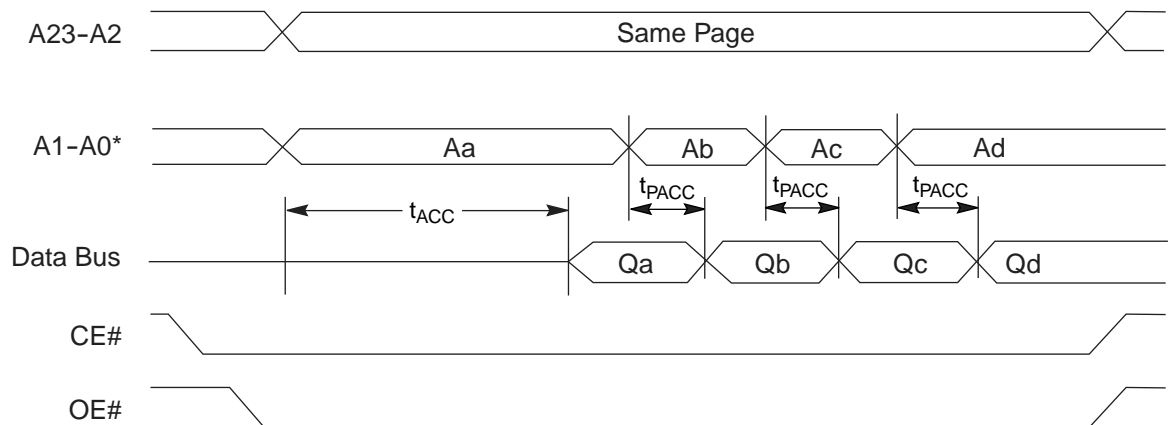 A23-A2
Same Page
A1-A0*
Aa
Ab
Ac
Ad
tACC
tPACC
tPACC
tPACC
Data Bus
Qa
Qb
Qc
Qd
CE#
OE#